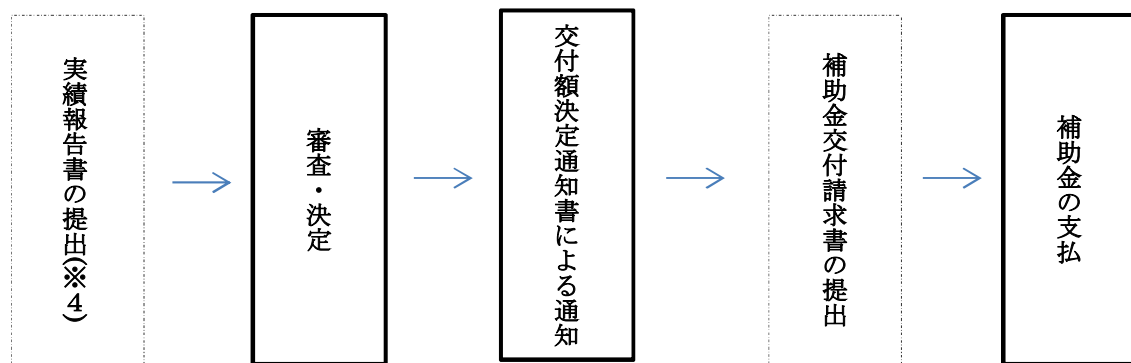 実績報告書の提出(※4)
審査・決定
交付額決定通知書による通知
補助金交付請求書の提出
補助金の支払